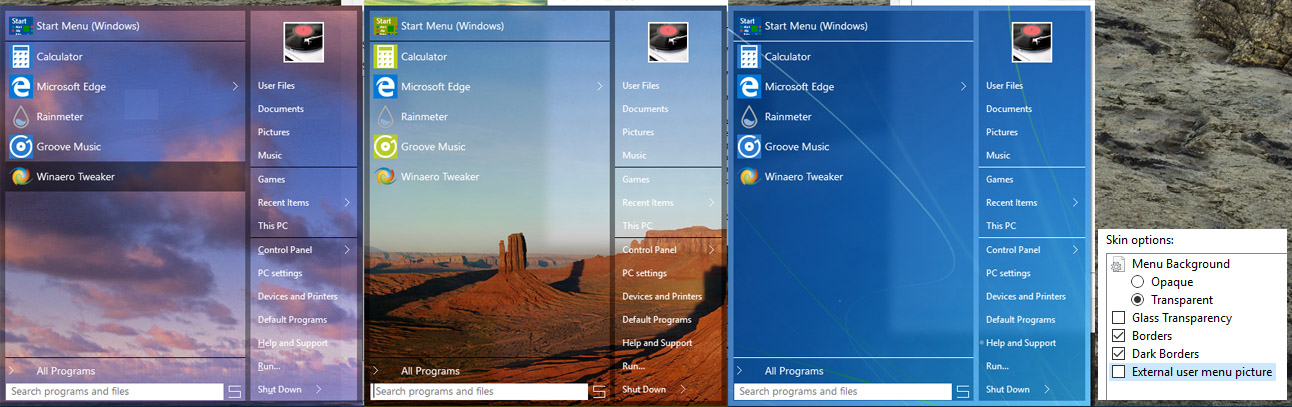 Start
Start Menu (Windows)
Calculator
Microsoft Edge
Rainmeter
Groove Music
Winaero Tweaker
All Programs
Search programs and files
User Files
Documents
Pictures
Music
Games
Recent Items
This PC
Control Panel
PC settings
Devices and Printers
Default Programs
Help and Support
Run...
Shut Down
Start
Start Menu (Windows)
Calculator
Microsoft Edge
Rainmeter
Groove Music
Winaero Tweaker
All Programs
Search programs and files
User Files
Documents
Pictures
Music
Games
Recent Items
This PC
Control Panel
PC settings
Devices and Printers
Default Programs
Help and Support
Run...
Shut Down
Start
Start Menu (Windows)
Calculator
Microsoft Edge
Rainmeter
Groove Music
Winaero Tweaker
All Programs
Search programs and files
User Files
Documents
Pictures
Music
Games
Recent Items
This PC
Control Panel
PC settings
Devices and Printers
Default Programs
Help and Support
Run...
Shut Down
Skin options:
Menu Background
Opaque
Transparent
Glass Transparency
Borders
Dark Borders
External user menu picture